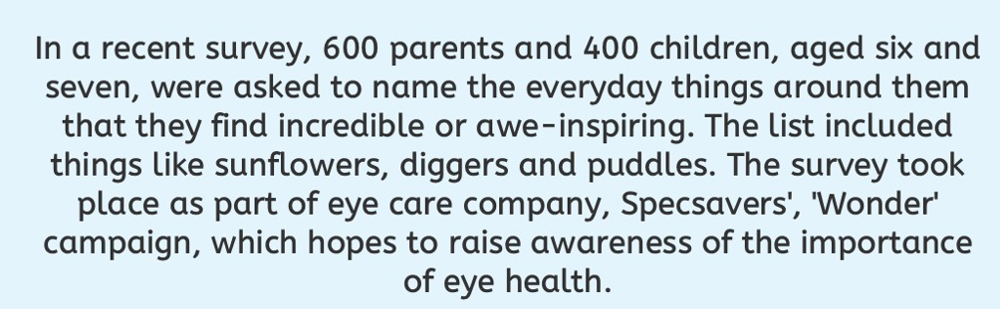 In a recent survey, 600 parents and 400 children, aged six and
seven, were asked to name the everyday things around them
that they find incredible or awe-inspiring. The list included
things like sunflowers, diggers and puddles. The survey took
place as part of eye care company, Specsavers', 'Wonder'
campaign, which hopes to raise awareness of the importance
of eye health.